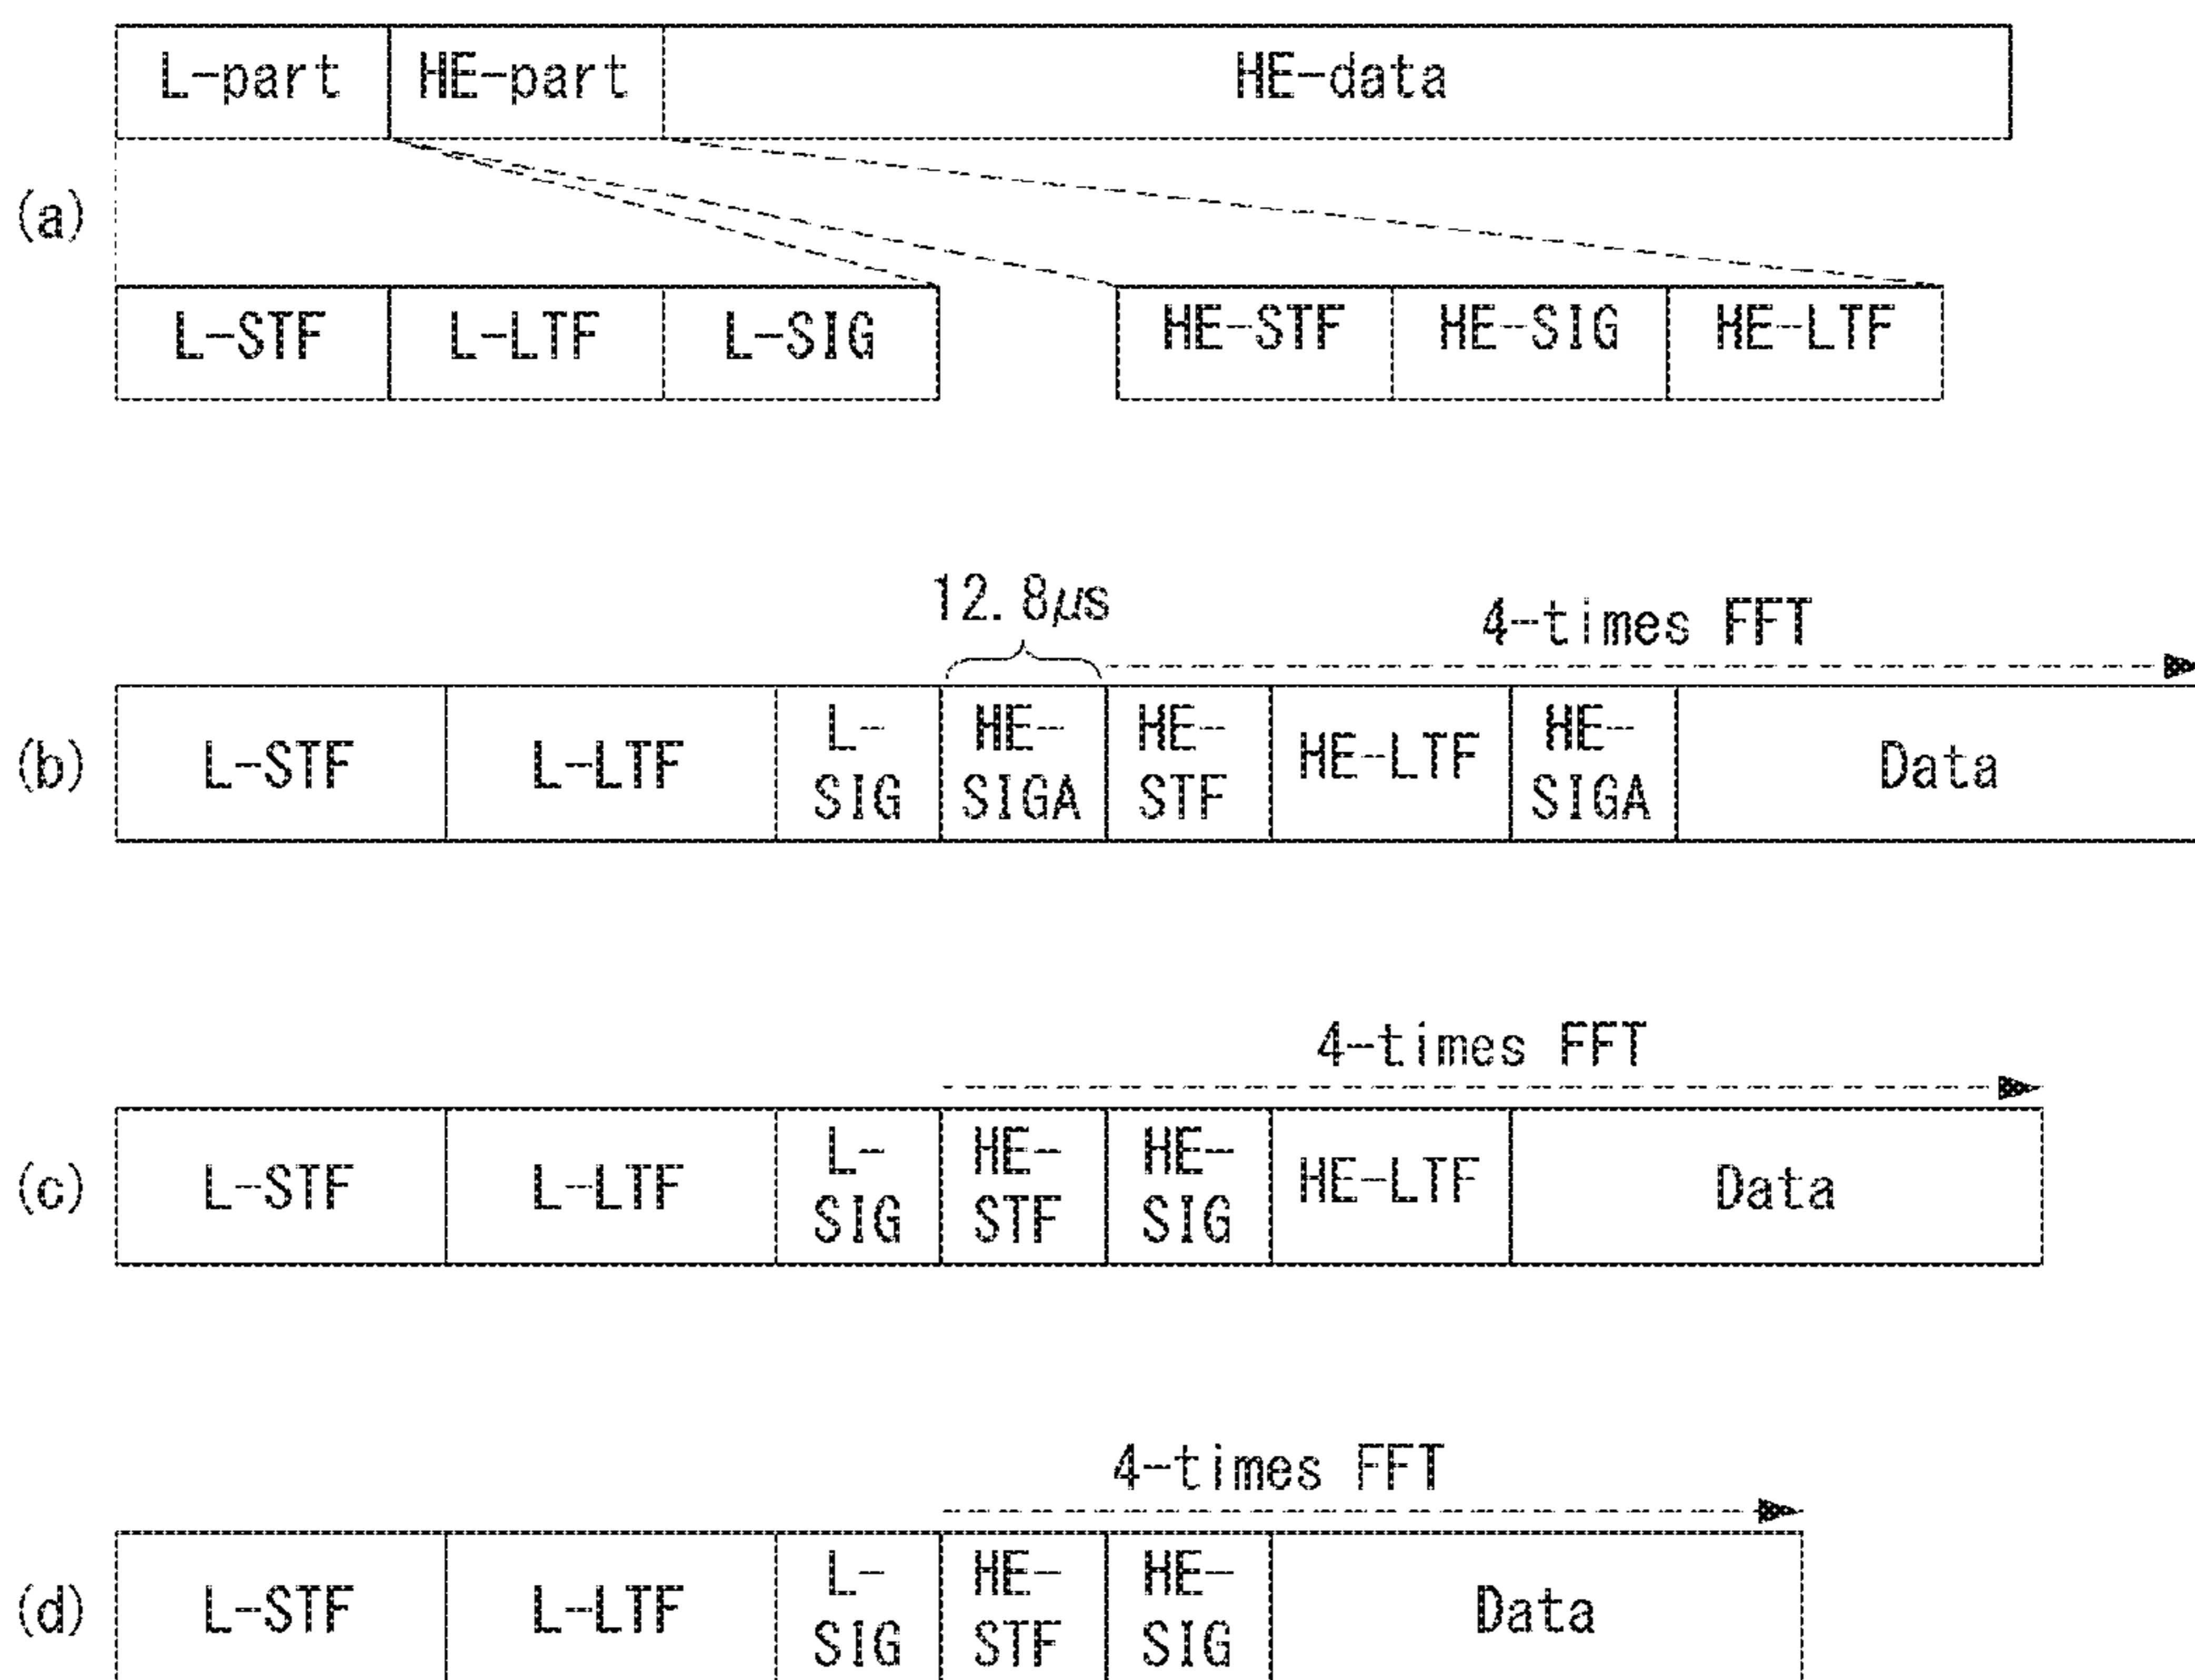 L-part HE-part HE-data
(a)
L-STF L-LTF L-SIG HE-STF HE-SIG HE-LTF
12.8μs
4-times FFT
(b) L-STF L-LTF L-SIG HE-SIGA HE-STF HE-LTF HE-SIGA Data
4-times FFT
(c) L-STF L-LTF L-SIG HE-STF HE-SIG HE-LTF Data
4-times FFT
(d) L-STF L-LTF L-SIG HE-STF HE-SIG Data